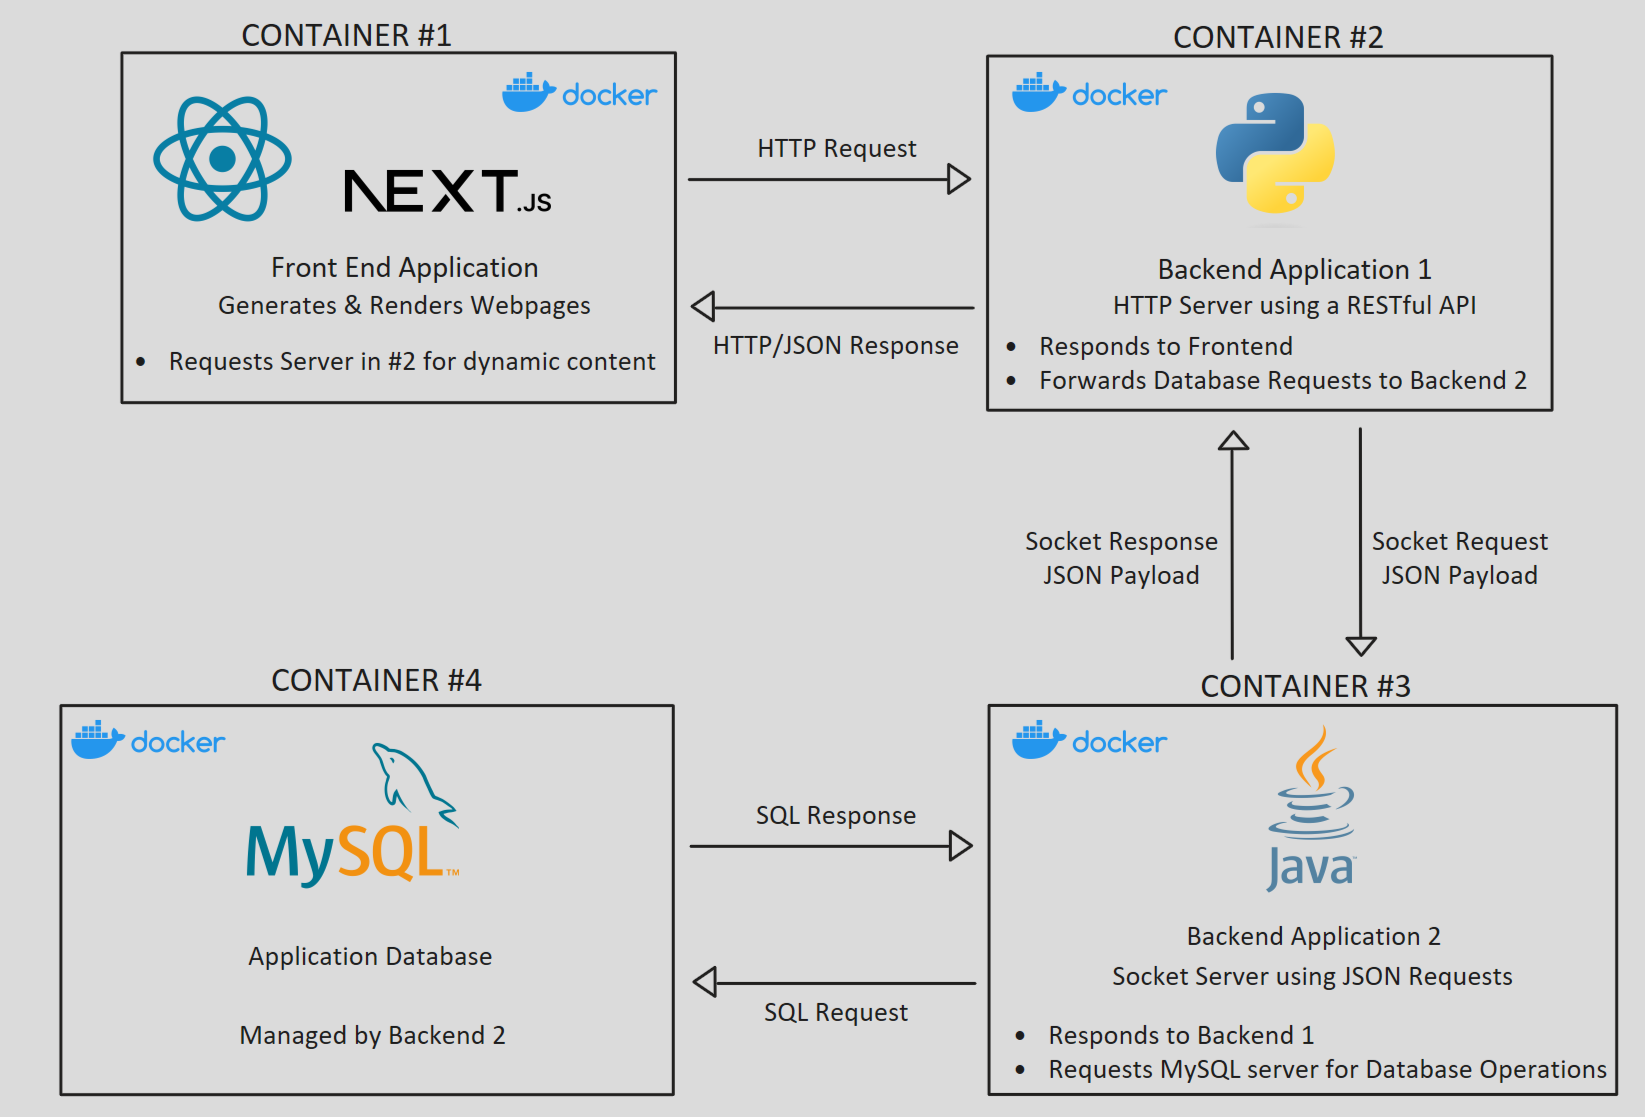 CONTAINER #1
docker
NEXT.JS
Front End Application
Generates & Renders Webpages
• Requests Server in #2 for dynamic content
HTTP Request
HTTP/JSON Response
CONTAINER #2
docker
Backend Application 1
HTTP Server using a RESTful API
• Responds to Frontend
• Forwards Database Requests to Backend 2
Socket Response
JSON Payload
Socket Request
JSON Payload
CONTAINER #4
docker
MySQL™
Application Database
Managed by Backend 2
SQL Response
SQL Request
CONTAINER #3
docker
Java™
Backend Application 2
Socket Server using JSON Requests
• Responds to Backend 1
• Requests MySQL server for Database Operations